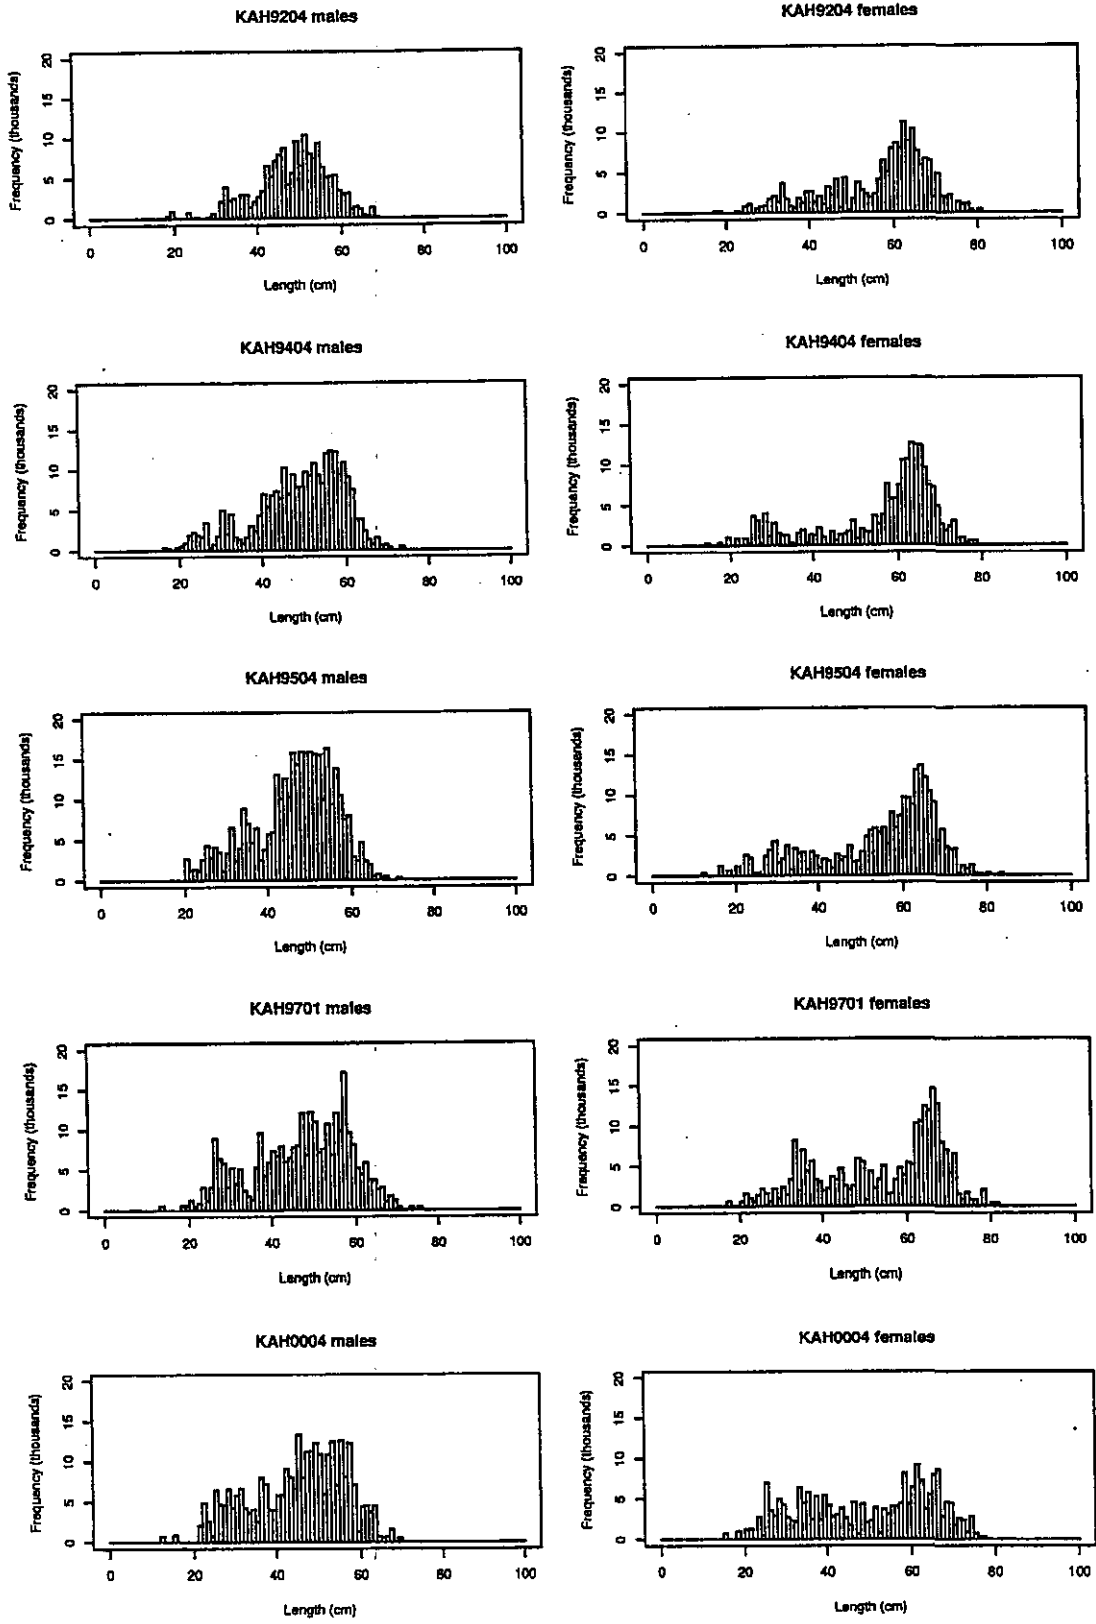 KAH9204 males
Frequency (thousands)
0 5 10 15 20
0 20 40 60 80 100
Length (cm)
KAH9204 females
Frequency (thousands)
0 5 10 15 20
0 20 40 60 80 100
Length (cm)
KAH9404 males
Frequency (thousands)
0 5 10 15 20
0 20 40 60 80 100
Length (cm)
KAH9404 females
Frequency (thousands)
0 5 10 15 20
0 20 40 60 80 100
Length (cm)
KAH9504 males
Frequency (thousands)
0 5 10 15 20
0 20 40 60 80 100
Length (cm)
KAH9504 females
Frequency (thousands)
0 5 10 15 20
0 20 40 60 80 100
Length (cm)
KAH9701 males
Frequency (thousands)
0 5 10 15 20
0 20 40 60 80 100
Length (cm)
KAH9701 females
Frequency (thousands)
0 5 10 15 20
0 20 40 60 80 100
Length (cm)
KAH0004 males
Frequency (thousands)
0 5 10 15 20
0 20 40 60 80 100
Length (cm)
KAH0004 females
Frequency (thousands)
0 5 10 15 20
0 20 40 60 80 100
Length (cm)